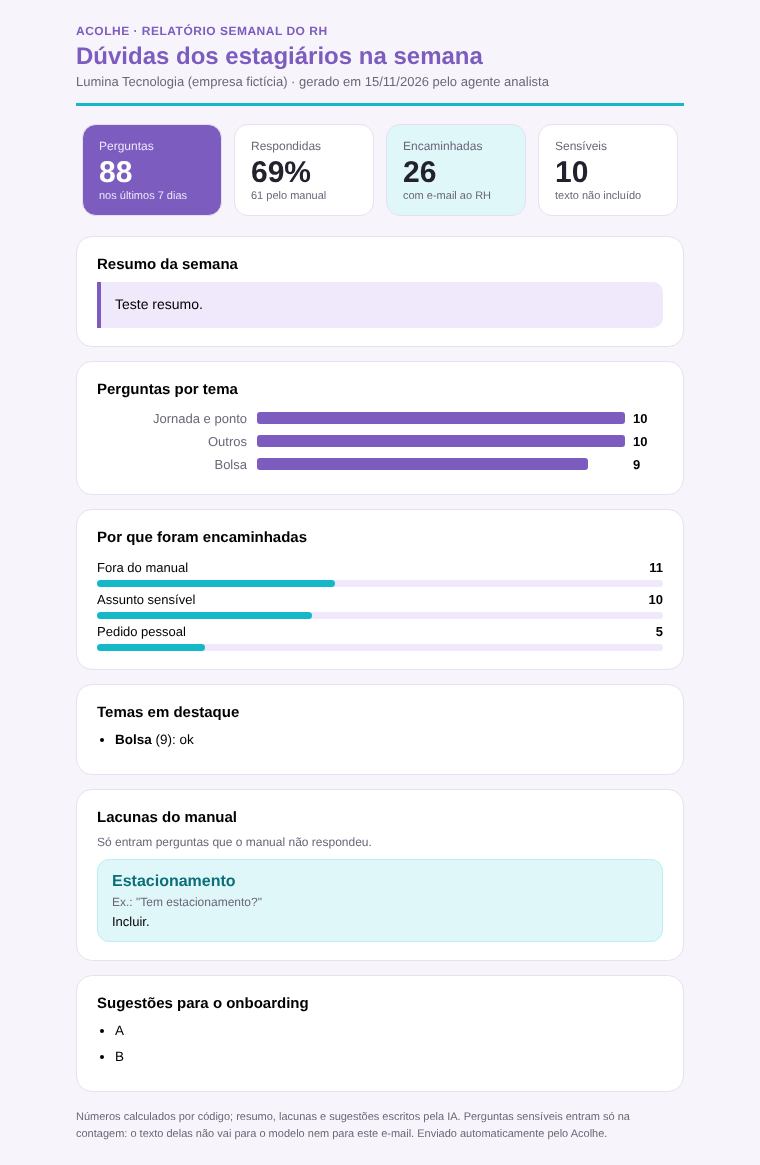 ACOLHE · RELATÓRIO SEMANAL DO RH
Dúvidas dos estagiários na semana
Lumina Tecnologia (empresa fictícia) · gerado em 15/11/2026 pelo agente analista
Perguntas
88
nos últimos 7 dias
Respondidas
69%
61 pelo manual
Encaminhadas
26
com e-mail ao RH
Sensíveis
10
texto não incluído
Resumo da semana
Teste resumo.
Perguntas por tema
Jornada e ponto 10
Outros 10
Bolsa 9
Por que foram encaminhadas
Fora do manual 11
Assunto sensível 10
Pedido pessoal 5
Temas em destaque
• Bolsa (9): ok
Lacunas do manual
Só entram perguntas que o manual não respondeu.
Estacionamento
Ex.: "Tem estacionamento?"
Incluir.
Sugestões para o onboarding
• A
• B
Números calculados por código; resumo, lacunas e sugestões escritos pela IA. Perguntas sensíveis entram só na
contagem: o texto delas não vai para o modelo nem para este e-mail. Enviado automaticamente pelo Acolhe.